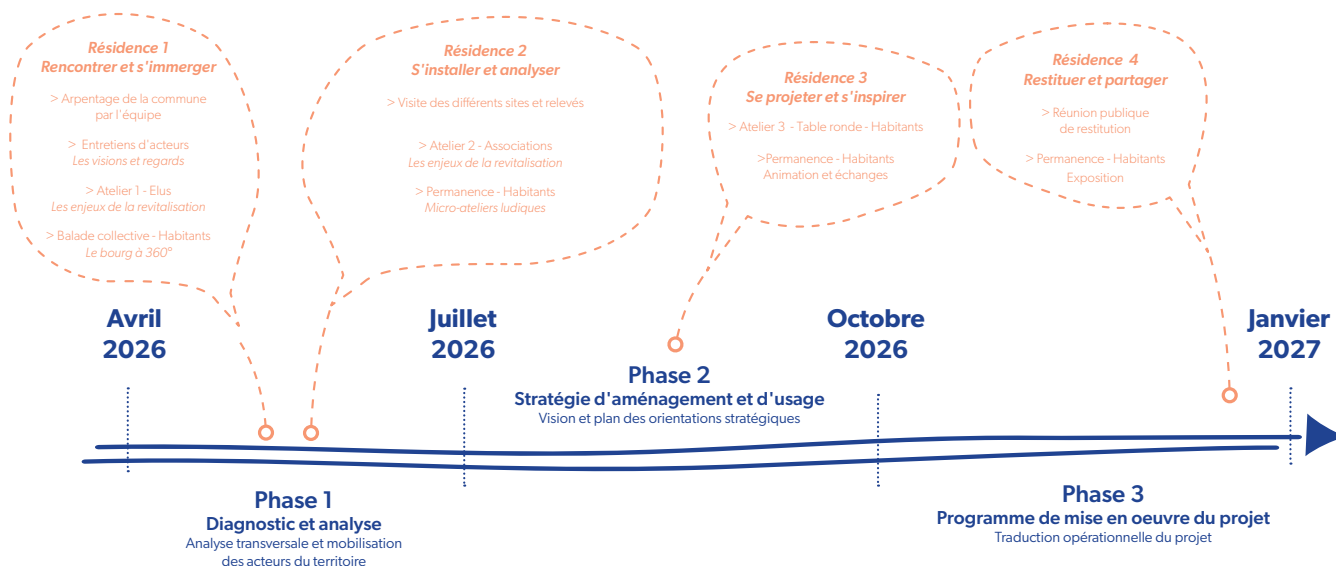 Résidence 1
Rencontrer et s'immerger
> Arpentage de la commune
par l'équipe
> Entretiens d'acteurs
Les visions et regards
> Atelier 1 - Elus
Les enjeux de la revitalisation
> Balade collective - Habitants
Le bourg à 360°
Résidence 2
S'installer et analyser
> Visite des différents sites et relevés
> Atelier 2 - Associations
Les enjeux de la revitalisation
> Permanence - Habitants
Micro-ateliers ludiques
Résidence 3
Se projeter et s'inspirer
> Atelier 3 - Table ronde - Habitants
>Permanence - Habitants
Animation et échanges
Résidence 4
Restituer et partager
> Réunion publique
de restitution
> Permanence - Habitants
Exposition
Avril
2026
Juillet
2026
Octobre
2026
Janvier
2027
Phase 2
Stratégie d'aménagement et d'usage
Vision et plan des orientations stratégiques
Phase 1
Diagnostic et analyse
Analyse transversale et mobilisation
des acteurs du territoire
Phase 3
Programme de mise en oeuvre du projet
Traduction opérationnelle du projet